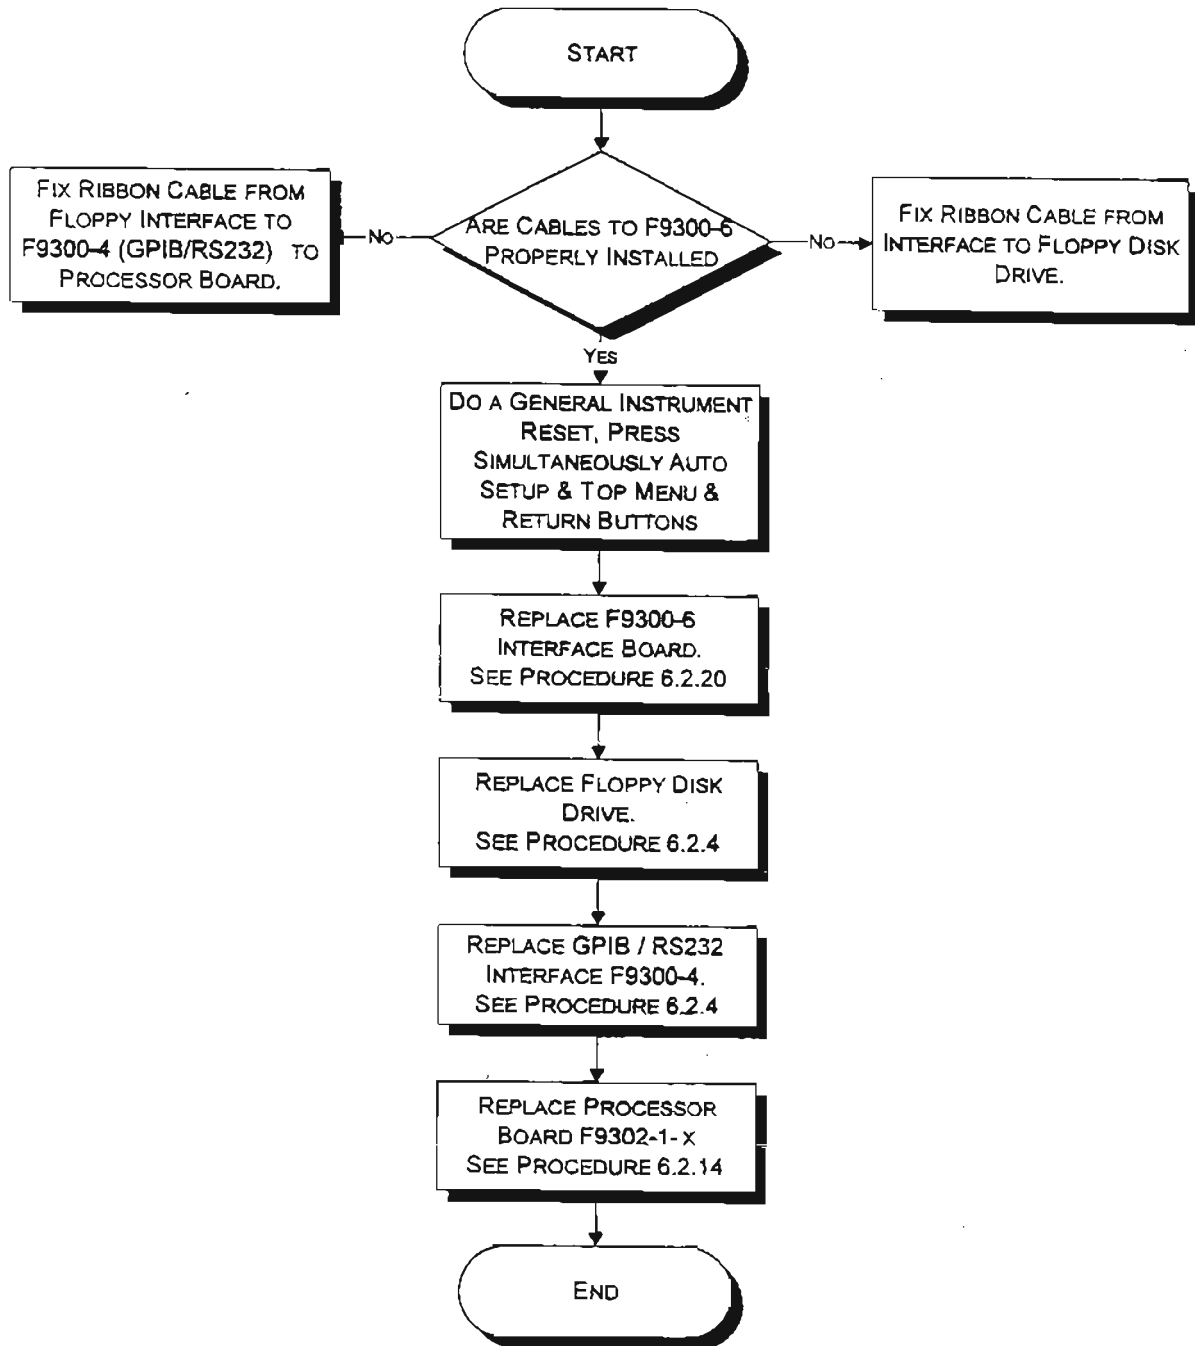 START
FIX RIBBON CABLE FROM
FLOPPY INTERFACE TO
F9300-4 (GPIB/RS232) TO
PROCESSOR BOARD.
NO
ARE CABLES TO F9300-6
PROPERLY INSTALLED
NO
FIX RIBBON CABLE FROM
INTERFACE TO FLOPPY DISK
DRIVE.
YES
DO A GENERAL INSTRUMENT
RESET, PRESS
SIMULTANEOUSLY AUTO
SETUP & TOP MENU &
RETURN BUTTONS
REPLACE F9300-6
INTERFACE BOARD.
SEE PROCEDURE 6.2.20
REPLACE FLOPPY DISK
DRIVE.
SEE PROCEDURE 6.2.4
REPLACE GPIB / RS232
INTERFACE F9300-4.
SEE PROCEDURE 6.2.4
REPLACE PROCESSOR
BOARD F9302-1-X
SEE PROCEDURE 6.2.14
END